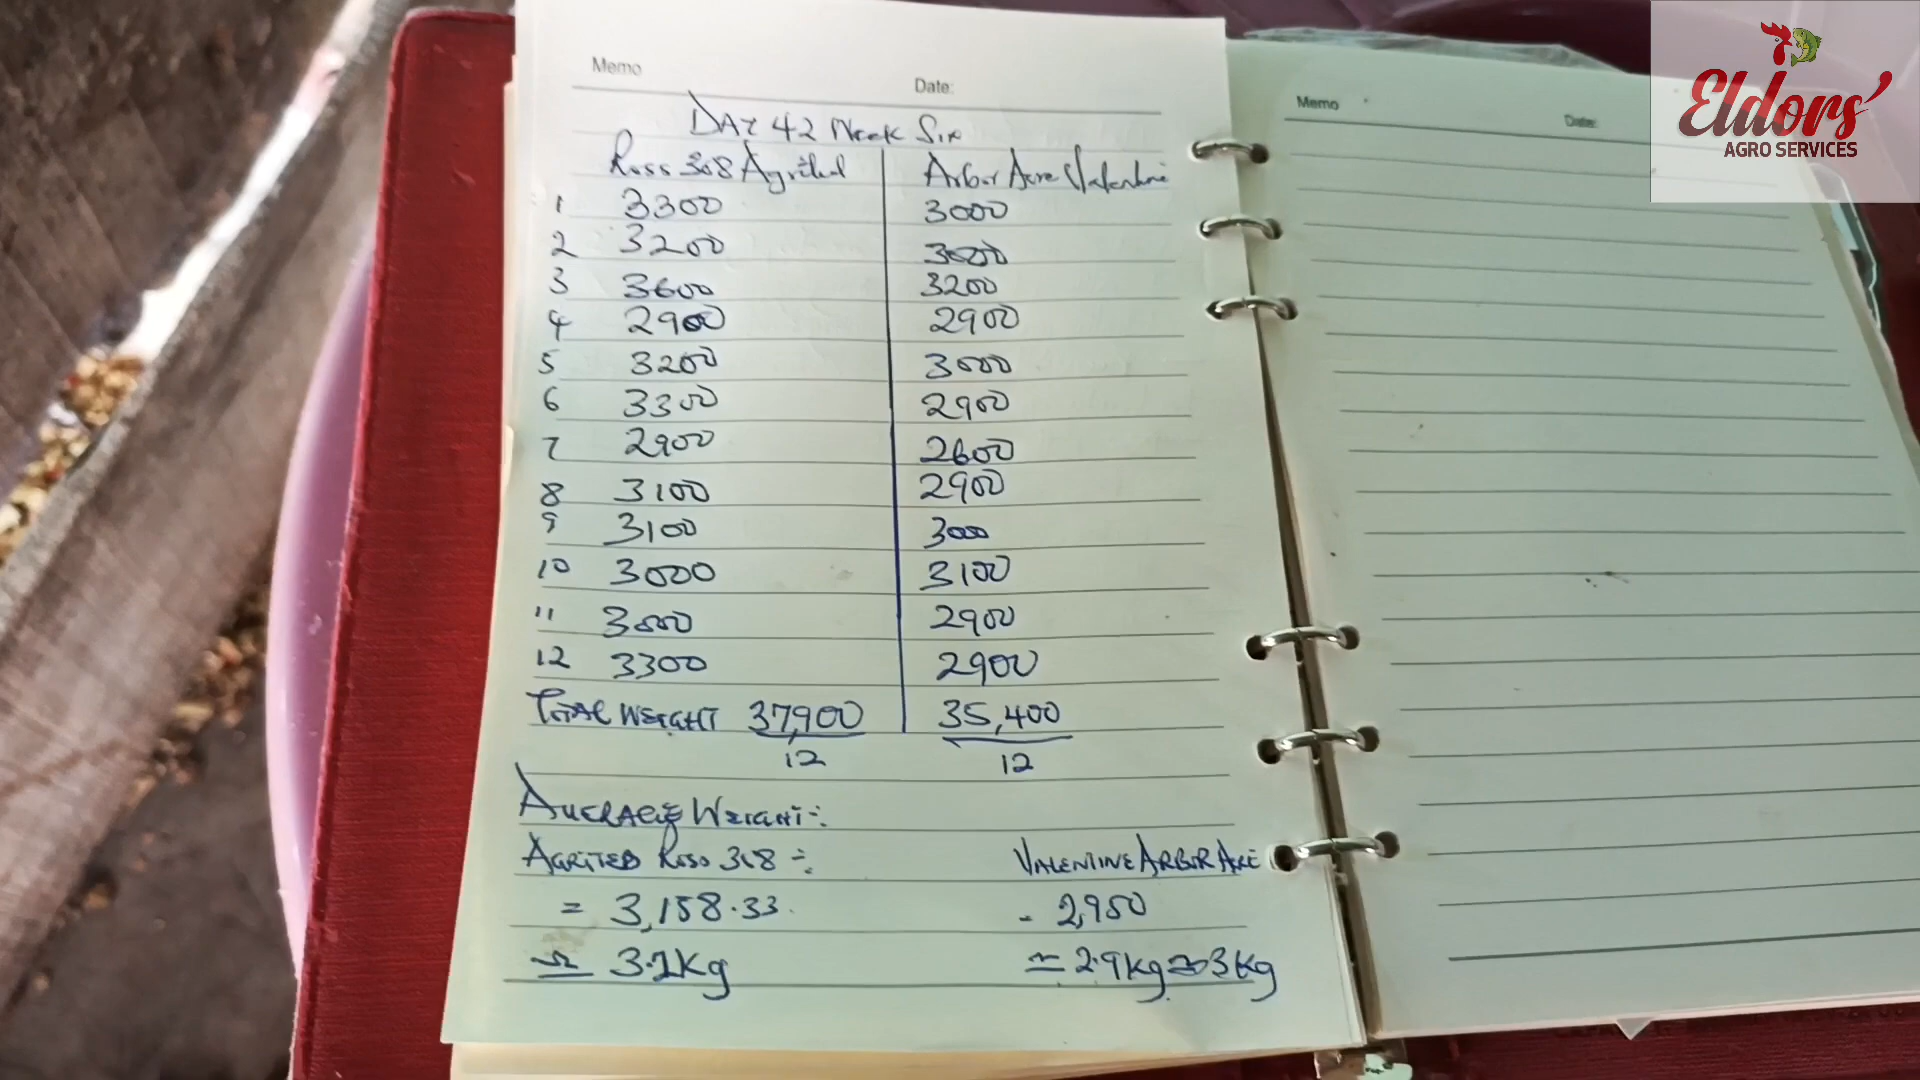 Memo Date:
DAY 42 Week Six
Ross 308 Agrited Arbor Acre Valentine
1 3300 3000
2 3200 3000
3 3600 3200
4 2900 2900
5 3200 3000
6 3300 2900
7 2900 2600
8 3100 2900
9 3100 3000
10 3000 3100
11 3000 2900
12 3300 2900
TOTAL WEIGHT 37,900 35,400
12 12
AVERAGE WEIGHT÷
AGRITED ROSS 308 ÷ VALENTINE ARBOR ACRE
= 3,158.33 - 2,950
≈ 3.2Kg ≈ 2.9Kg ≈ 3Kg
Memo Date:
Eldors'
AGRO SERVICES